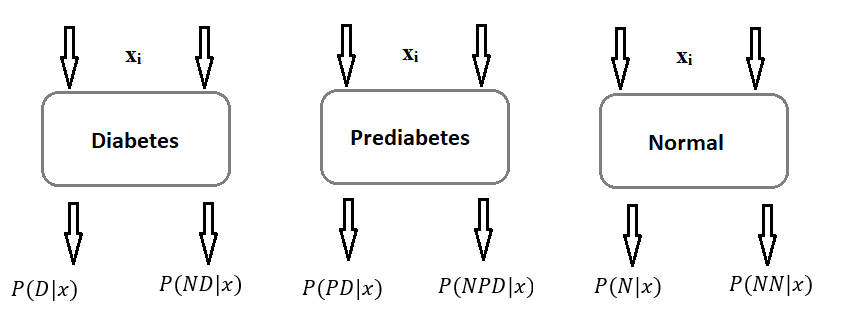 xᵢ xᵢ xᵢ
Diabetes Prediabetes Normal
P(D|x) P(ND|x) P(PD|x) P(NPD|x) P(N|x) P(NN|x)